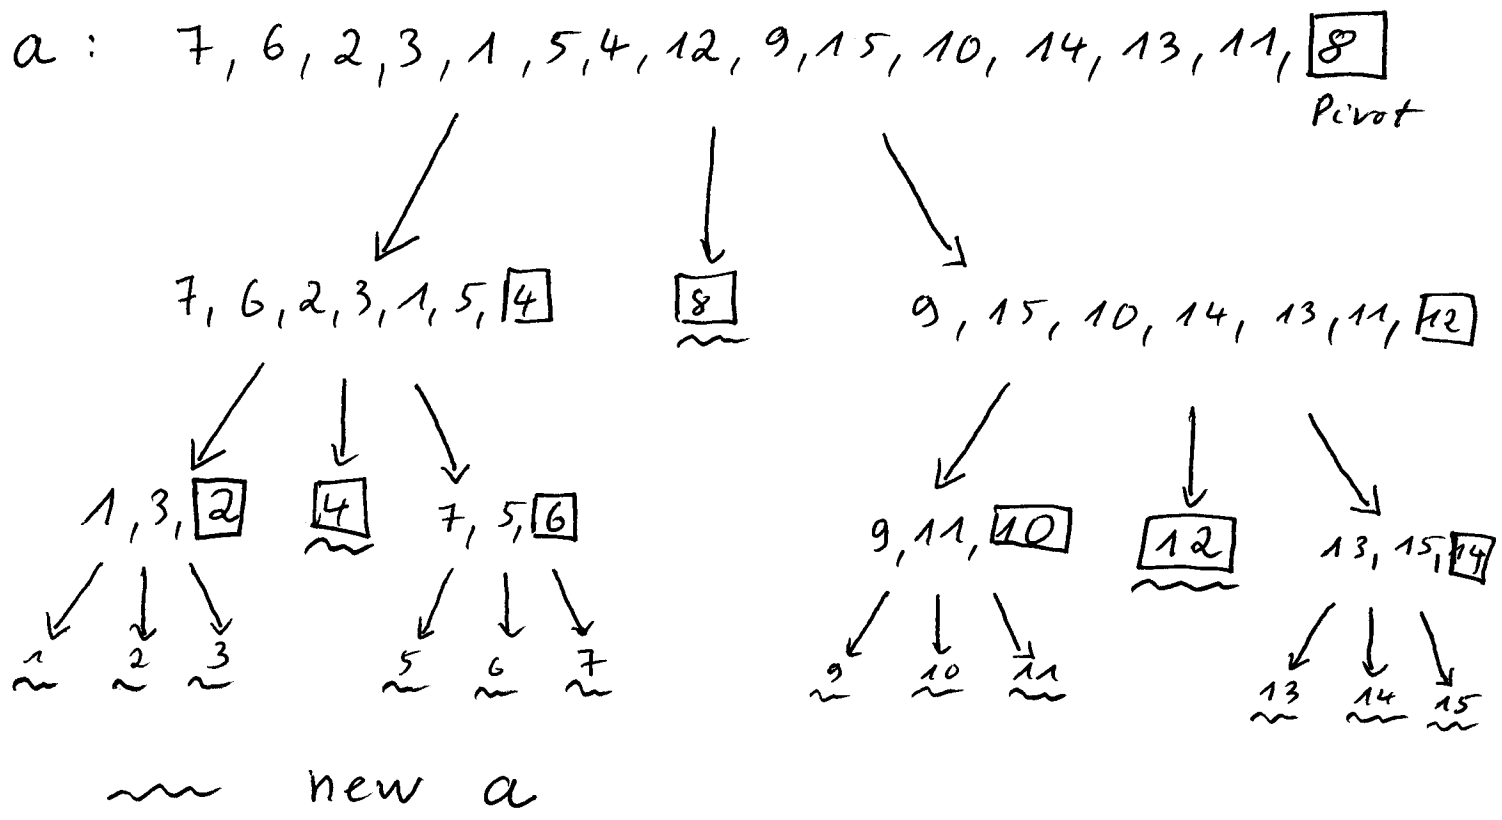 a : 7, 6, 2, 3, 1, 5, 4, 12, 9, 15, 10, 14, 13, 11, 8
Pivot
7, 6, 2, 3, 1, 5, 4
8
9, 15, 10, 14, 13, 11, 12
1, 3, 2
4
7, 5, 6
9, 11, 10
12
13, 15, 14
1 2 3
5 6 7
9 10 11
13 14 15
new a